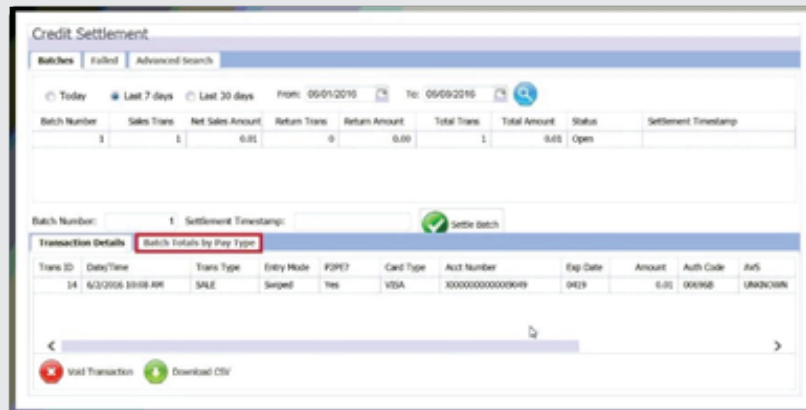 Credit Settlement
Batches Failed Advanced Search
Today Last 7 days Last 30 days From: 06/01/2016 To: 06/08/2016
Batch Number Sales Trans Net Sales Amount Return Trans Return Amount Total Trans Total Amount Status Settlement Timestamp
1 0.01 0 0.00 1 0.01 Open
Batch Number: 1 Settlement Timestamp: Settle Batch
Transaction Details Batch Totals by Pay Type
Trans ID Date/Time Trans Type Entry Mode P2PE? Card Type Acct Number Exp Date Amount Auth Code AVS
14 6/2/2016 10:08 AM SALE Swiped Yes VISA 0419 0.01 UNKNOWN
Void Transaction Download CSV